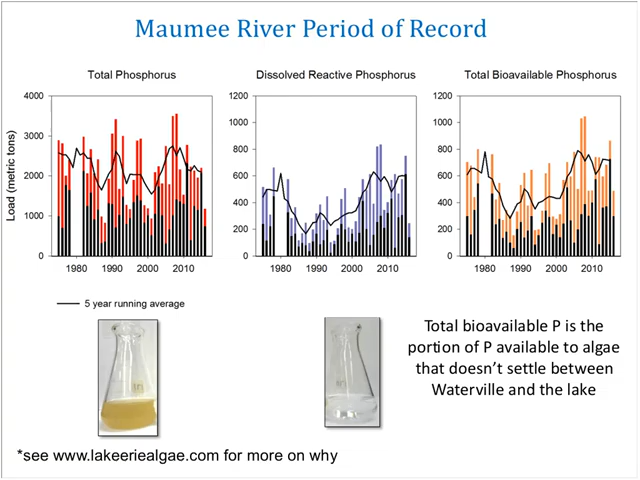 Maumee River Period of Record
Total Phosphorus
Dissolved Reactive Phosphorus
Total Bioavailable Phosphorus
Load (metric tons)
4000
3000
2000
1000
0
1980 1990 2000 2010
1200
1000
800
600
400
200
0
1980 1990 2000 2010
1200
1000
800
600
400
200
0
1980 1990 2000 2010
5 year running average
Total bioavailable P is the
portion of P available to algae
that doesn't settle between
Waterville and the lake
*see www.lakeeriealgae.com for more on why